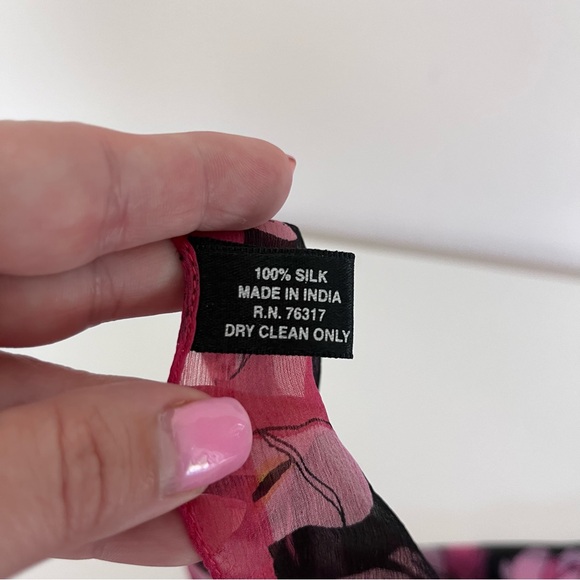 100% SILK
MADE IN INDIA
R.N. 76317
DRY CLEAN ONLY